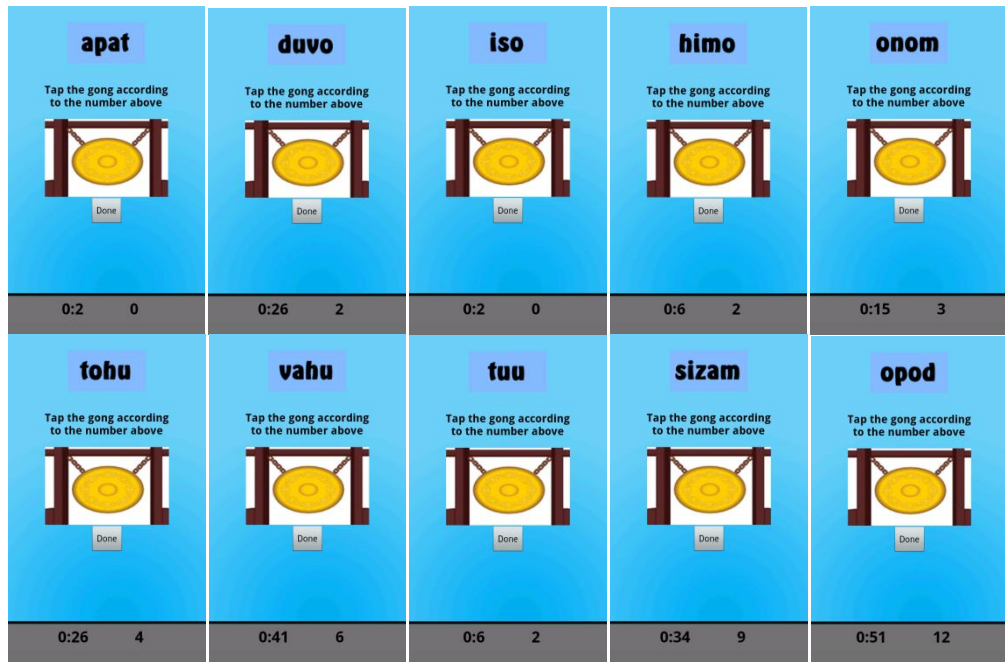 apat
Tap the gong according
to the number above
Done
0:2 0
duvo
Tap the gong according
to the number above
Done
0:26 2
iso
Tap the gong according
to the number above
Done
0:2 0
himo
Tap the gong according
to the number above
Done
0:6 2
onom
Tap the gong according
to the number above
Done
0:15 3
tohu
Tap the gong according
to the number above
Done
0:26 4
vahu
Tap the gong according
to the number above
Done
0:41 6
tuu
Tap the gong according
to the number above
Done
0:6 2
sizam
Tap the gong according
to the number above
Done
0:34 9
opod
Tap the gong according
to the number above
Done
0:51 12